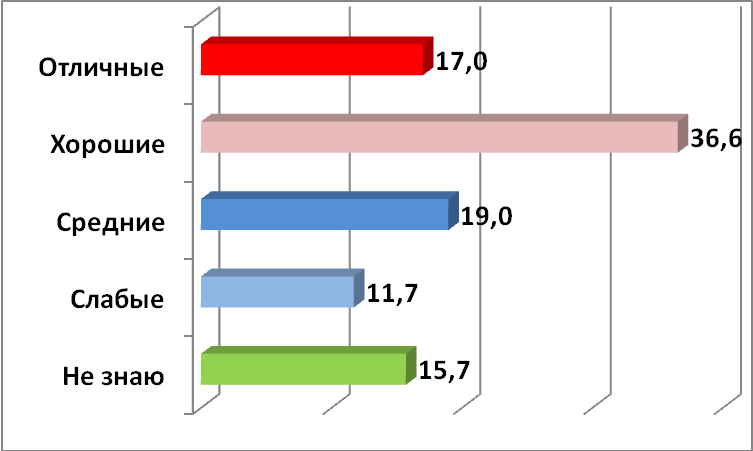 Отличные 17,0
Хорошие 36,6
Средние 19,0
Слабые 11,7
Не знаю 15,7